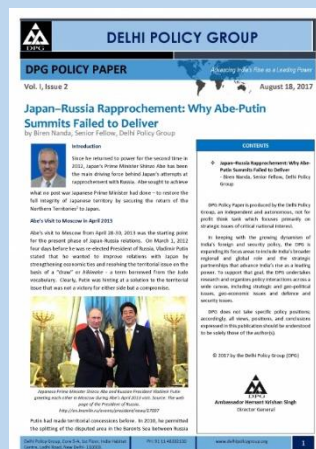 DELHI POLICY GROUP
DPG
DPG POLICY PAPER
Advancing India's Rise as a Leading Power
Vol. I, Issue 2
August 18, 2017
Japan–Russia Rapprochement: Why Abe-Putin
Summits Failed to Deliver
by Biren Nanda, Senior Fellow, Delhi Policy Group
Introduction
Since he returned to power for the second time in
2012, Japan's Prime Minister Shinzo Abe has been
the main driving force behind Japan's attempts at
rapprochement with Russia. Abe sought to achieve
what no post war Japanese Prime Minister had done – to restore the
full integrity of Japanese territory by securing the return of the
Northern Territories to Japan.
Abe's Visit to Moscow in April 2013
Abe's visit to Moscow from April 28-30, 2013, was the starting point
for the present phase of Japan-Russia relations. On March 1, 2012
four days before he was re-elected President of Russia, Vladimir Putin
stated that he wanted to improve relations with Japan by
strengthening economic ties and resolving the territorial issue on the
basis of a "draw" or hikiwake – a term borrowed from the Judo
vocabulary. Clearly, Putin was hinting at a solution to the territorial
issue that was not a victory for either side but a compromise.
Japanese Prime Minister Shinzo Abe and Russian President Vladimir Putin
greeting each other in Moscow during Abe's April 2013 visit. Source: The web
page of the President of Russia.
Putin had made territorial concessions before. In 2010, he permitted
the splitting of the disputed area in the Barents Sea between Russia
CONTENTS
Japan-Russia Rapprochement: Why Abe-
Putin Summits Failed to Deliver
- Biren Nanda, Senior Fellow, Delhi Policy
Group
DPG Policy Paper is produced by the Delhi Policy
Group, an independent and autonomous, not for
profit think tank which focuses primarily on
strategic issues of critical national interest.
In keeping with the growing dynamism of
India's foreign and security policy, the DPG is
expanding its focus areas to include India's broader
regional and global role and the strategic
partnerships that advance India's rise as a leading
power. To support that goal, the DPG undertakes
research and organizes policy interactions across a
wide canvas, including strategic and geo-political
issues, geo-economic issues and defence and
security issues.
DPG does not take specific policy positions;
accordingly, all views, positions, and conclusions
expressed in this publication should be understood
to be solely those of the author(s).
© 2017 by the Delhi Policy Group (DPG)
DPG
Ambassador Hemant Krishan Singh
Director General
Delhi Policy Group, Core 5-A, 1st Floor, India Habitat
Centre, Lodhi Road, New Delhi- 110003
www.delhipolicygroup.org
1